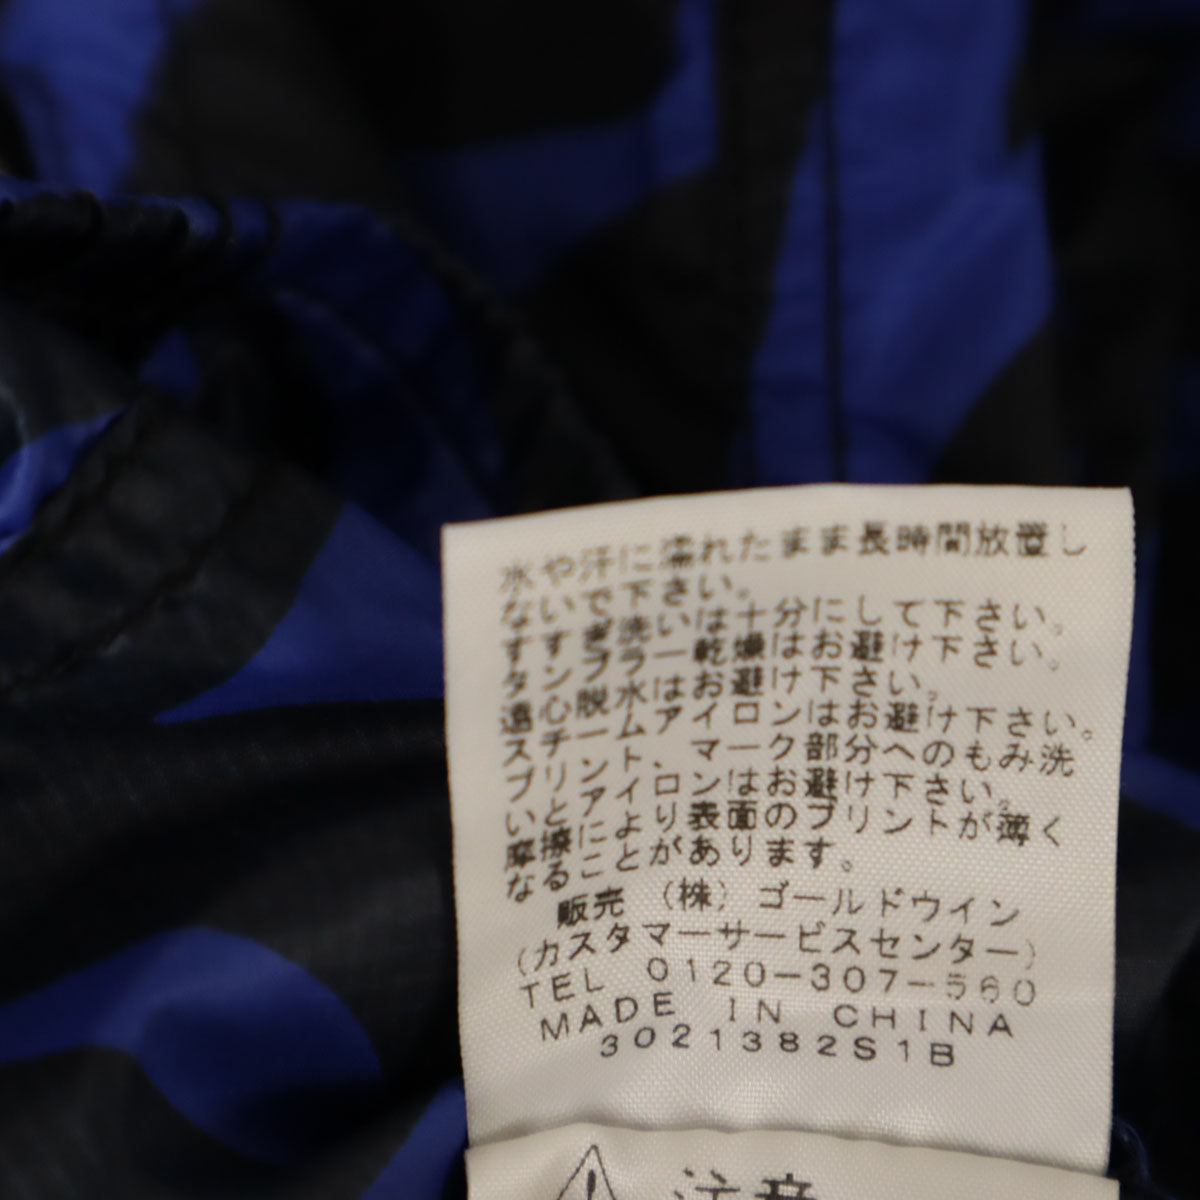 水や汗に濡れたまま長時間放置し
ないで下さい。
すすぎ洗いは十分にして下さい。
タンブラー乾燥はお避け下さい。
遠心脱水はお避け下さい。
スチームアイロンはお避け下さい。
プリント、マーク部分へのもみ洗
いとアイロンはお避け下さい。
摩擦により表面のプリントが薄く
なることがあります。
販売 (株)ゴールドウイン
(カスタマーサービスセンター)
TEL 0120-307-560
MADE IN CHINA
3021382S1B
注意